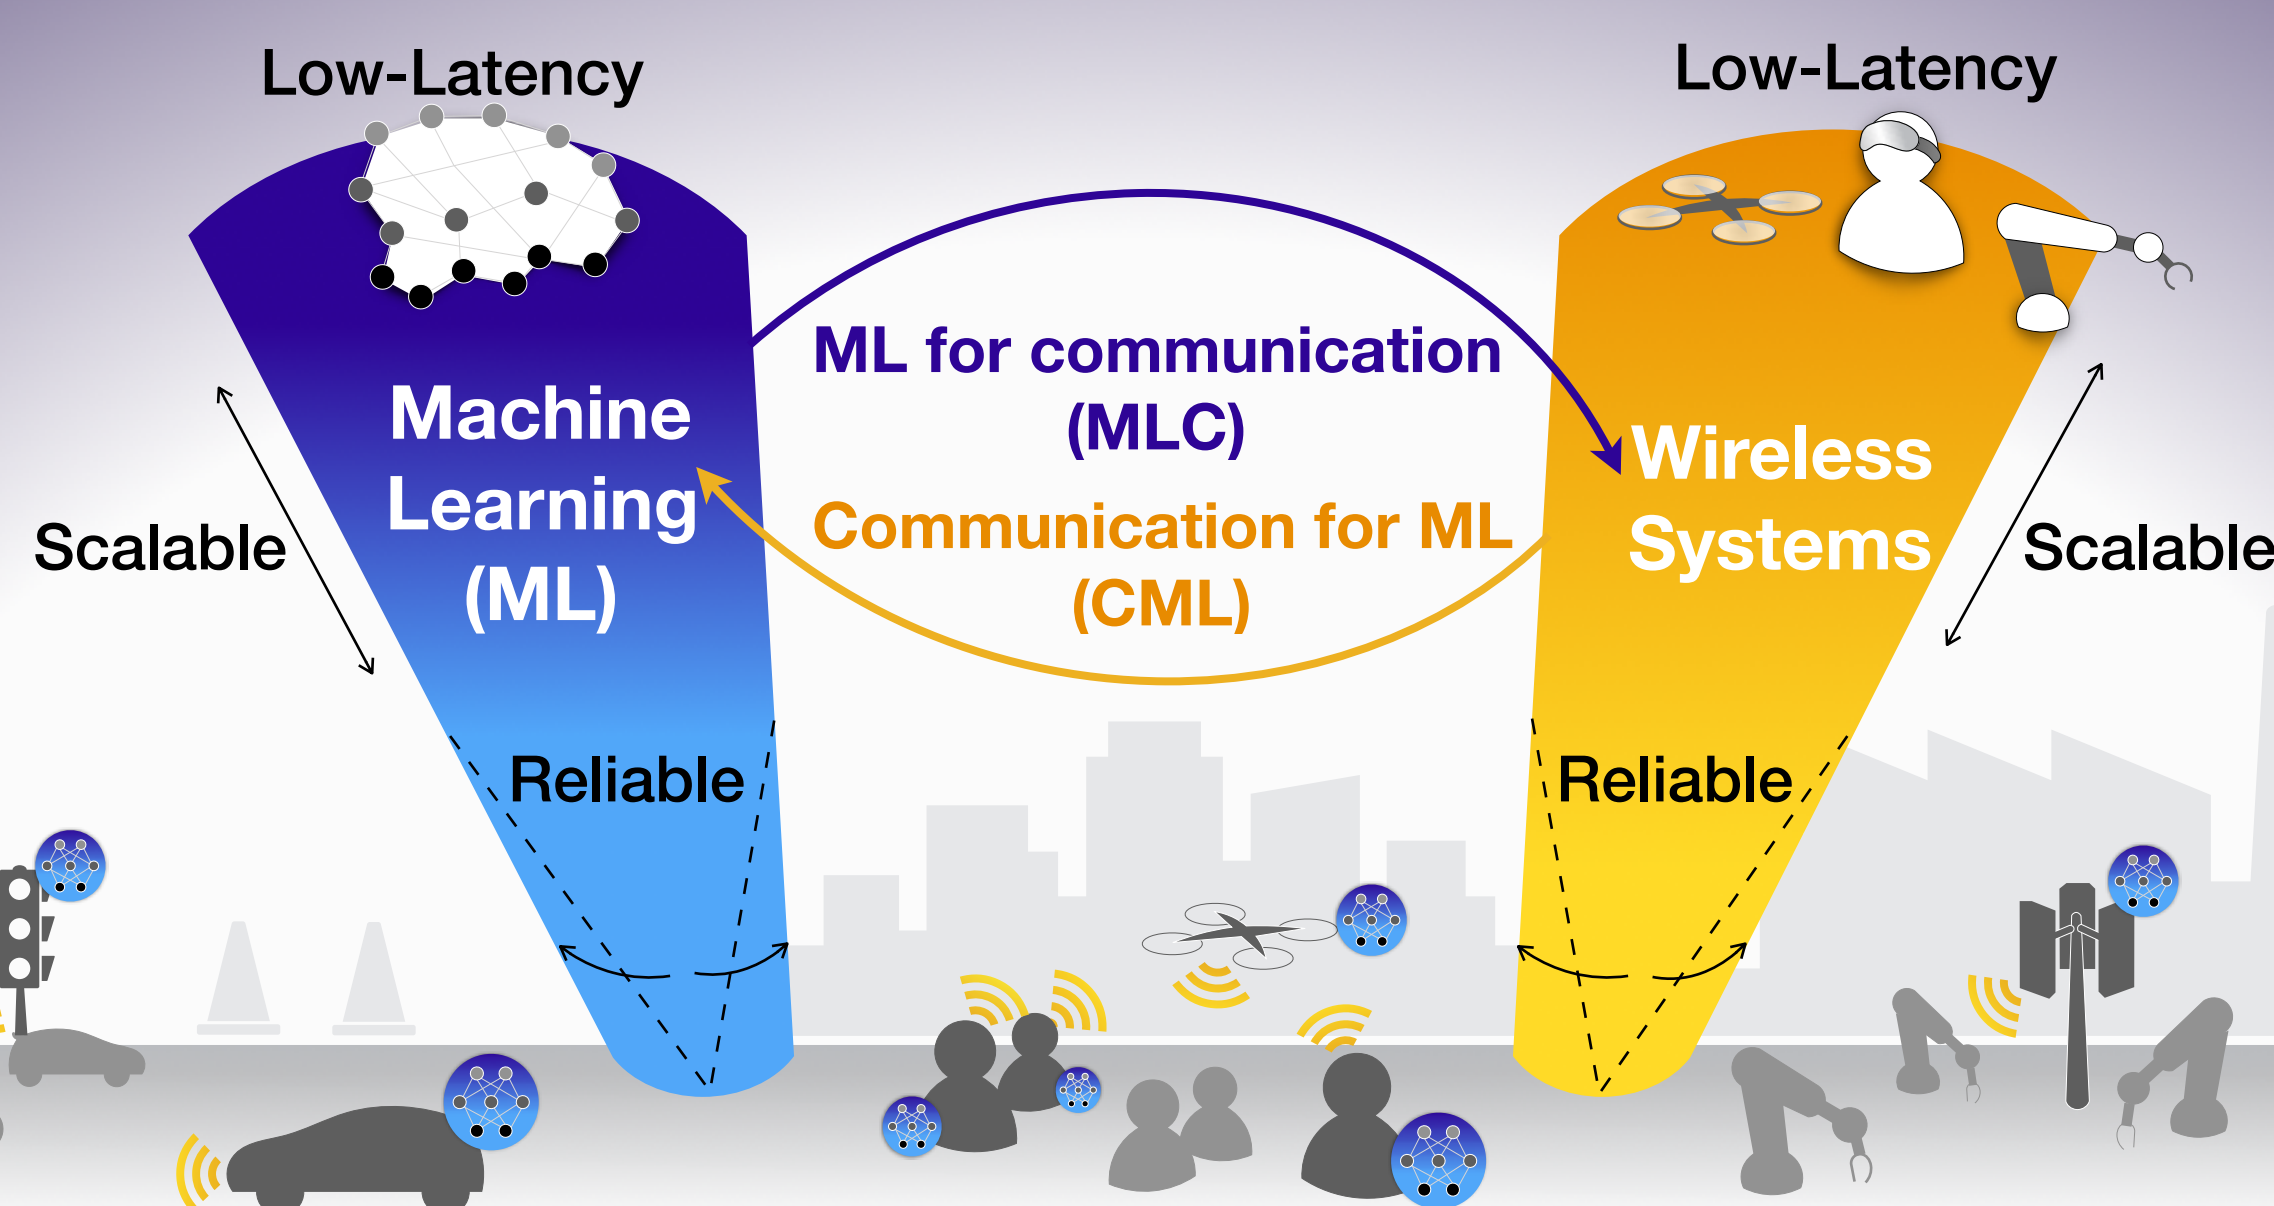 Low-Latency
Low-Latency
ML for communication
(MLC)
Machine
Learning
(ML)
Wireless
Systems
Communication for ML
(CML)
Scalable
Scalable
Reliable
Reliable